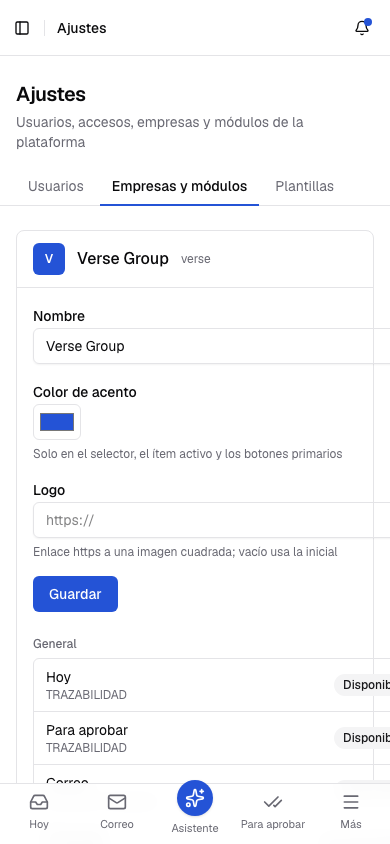 Ajustes
Ajustes
Usuarios, accesos, empresas y módulos de la
plataforma
Usuarios
Empresas y módulos
Plantillas
V
Verse Group
verse
Nombre
Verse Group
Color de acento
Solo en el selector, el ítem activo y los botones primarios
Logo
https://
Enlace https a una imagen cuadrada; vacío usa la inicial
Guardar
General
Hoy
TRAZABILIDAD
Para aprobar
TRAZABILIDAD
Correo
Hoy
Correo
Asistente
Para aprobar
Más